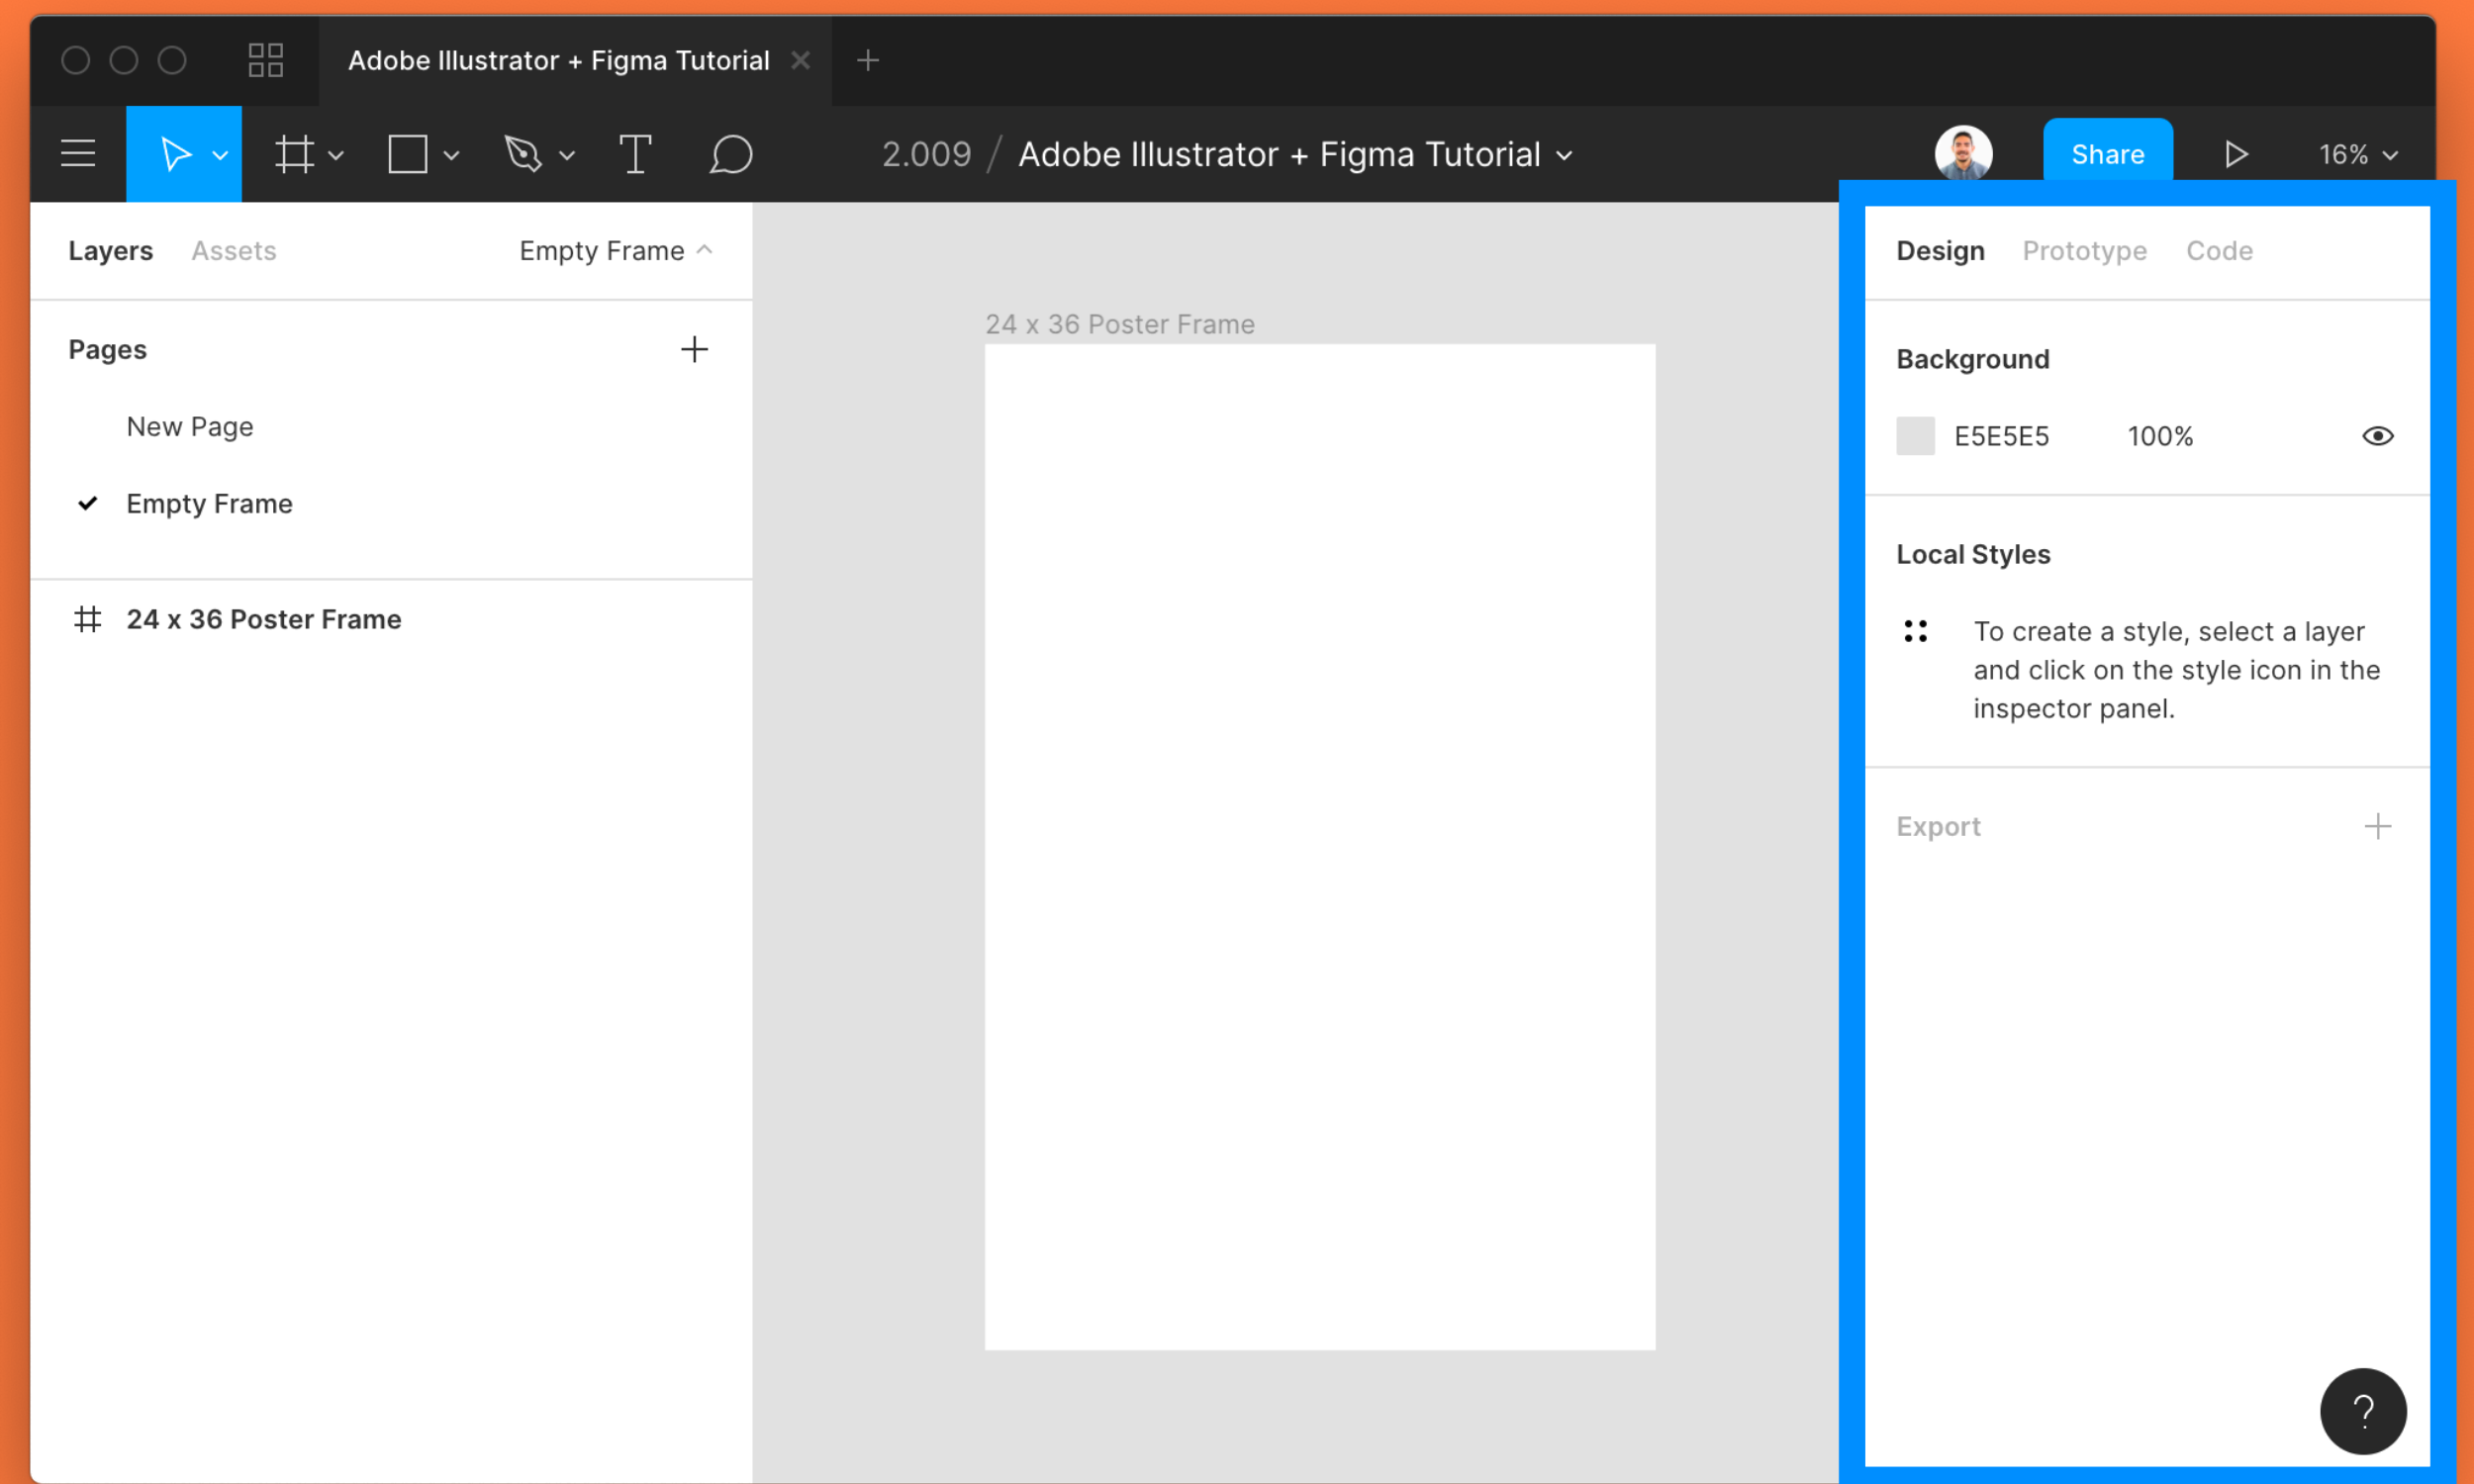 Adobe Illustrator + Figma Tutorial
2.009 / Adobe Illustrator + Figma Tutorial
Share
16%
Layers Assets Empty Frame
Pages
New Page
Empty Frame
24 x 36 Poster Frame
24 x 36 Poster Frame
Design Prototype Code
Background
E5E5E5 100%
Local Styles
To create a style, select a layer
and click on the style icon in the
inspector panel.
Export
?